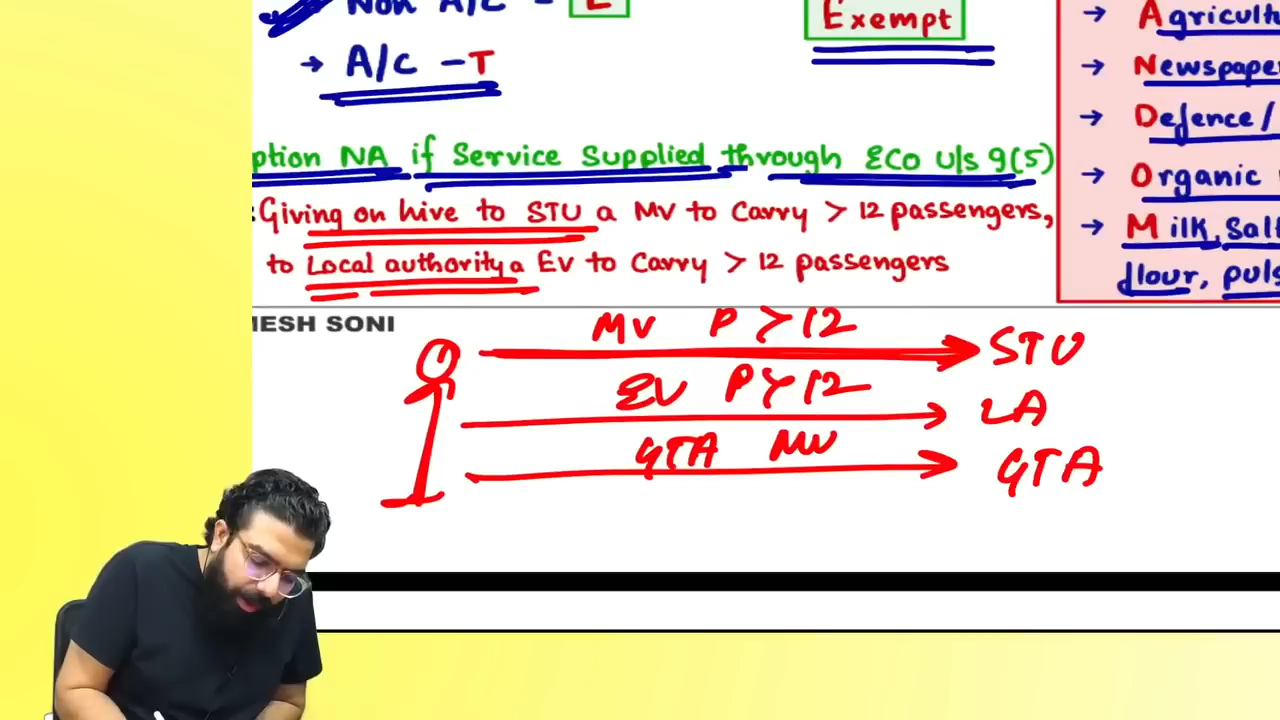 Non A/C - E
→ A/C - T
Exempt
ption NA if Service Supplied through ECO u/s 9(5)
: Giving on hire to STU a MV to Carry > 12 passengers,
to Local authority a EV to Carry > 12 passengers
→ Agricult
→ Newspape
→ Defence /
→ Organic
→ Milk, Salt
flour, puls
MESH SONI
MV P > 12 STU
EV P > 12 LA
GTA MV GTA